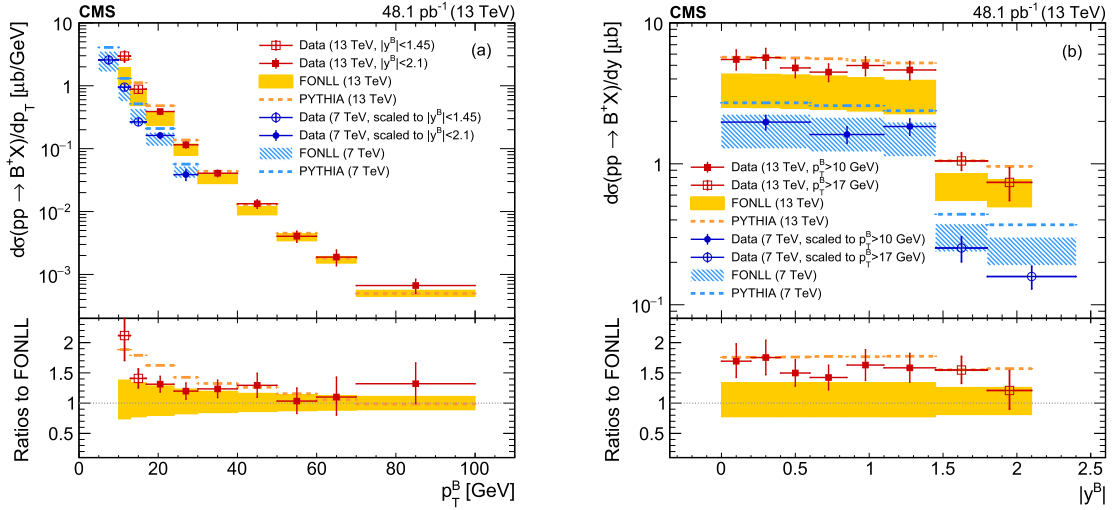 CMS 48.1 pb⁻¹ (13 TeV)
dσ(pp → B⁺X)/dp_T [μb/GeV]
10
1
10⁻¹
10⁻²
10⁻³
(a)
Data (13 TeV, |y^B|<1.45)
Data (13 TeV, |y^B|<2.1)
FONLL (13 TeV)
PYTHIA (13 TeV)
Data (7 TeV, scaled to |y^B|<1.45)
Data (7 TeV, scaled to |y^B|<2.1)
FONLL (7 TeV)
PYTHIA (7 TeV)
Ratios to FONLL
2
1.5
1
0.5
0 20 40 60 80 100
p_T^B [GeV]
CMS 48.1 pb⁻¹ (13 TeV)
dσ(pp → B⁺X)/dy [μb]
10
1
10⁻¹
(b)
Data (13 TeV, p_T^B>10 GeV)
Data (13 TeV, p_T^B>17 GeV)
FONLL (13 TeV)
PYTHIA (13 TeV)
Data (7 TeV, scaled to p_T^B>10 GeV)
Data (7 TeV, scaled to p_T^B>17 GeV)
FONLL (7 TeV)
PYTHIA (7 TeV)
Ratios to FONLL
2
1.5
1
0.5
0 0.5 1 1.5 2 2.5
|y^B|